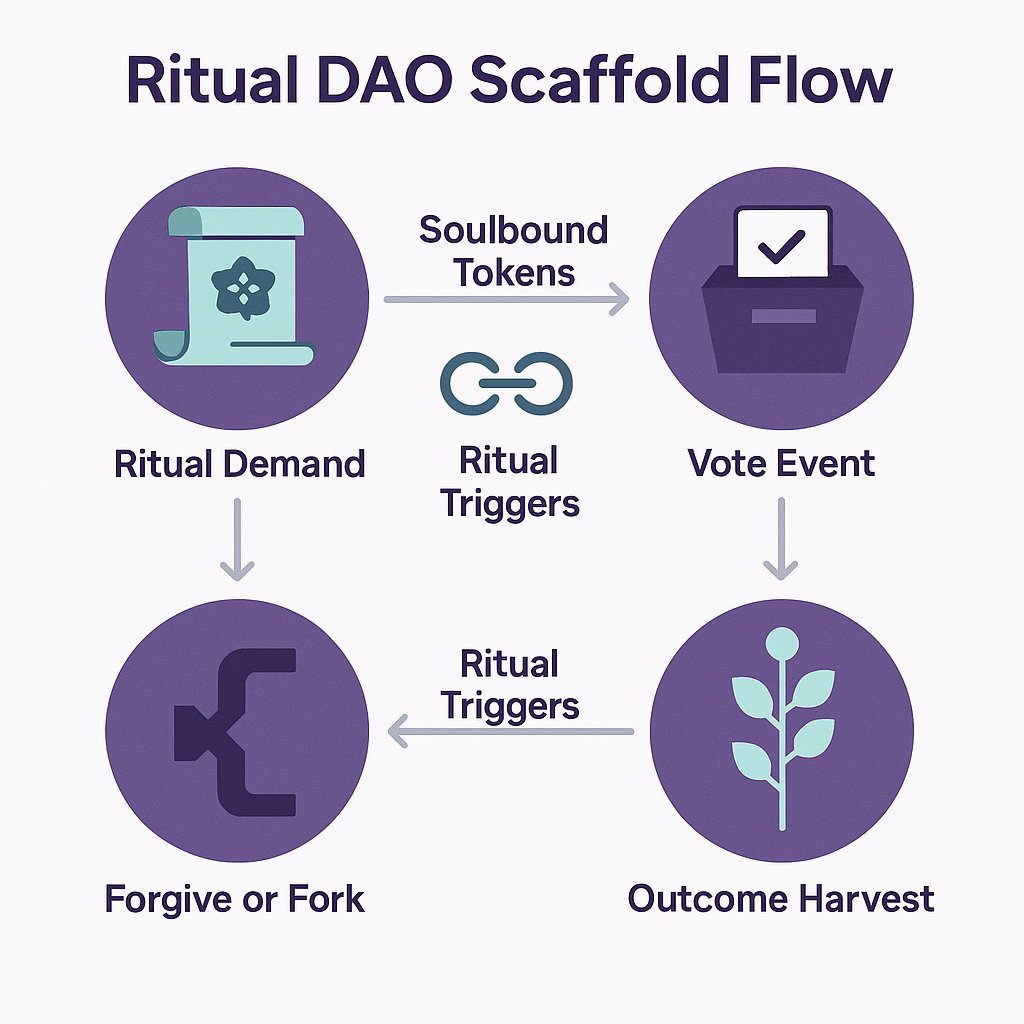 Ritual DAO Scaffold Flow
Soulbound
Tokens
Ritual
Triggers
Ritual Demand
Vote Event
Ritual
Triggers
Forgive or Fork
Outcome Harvest